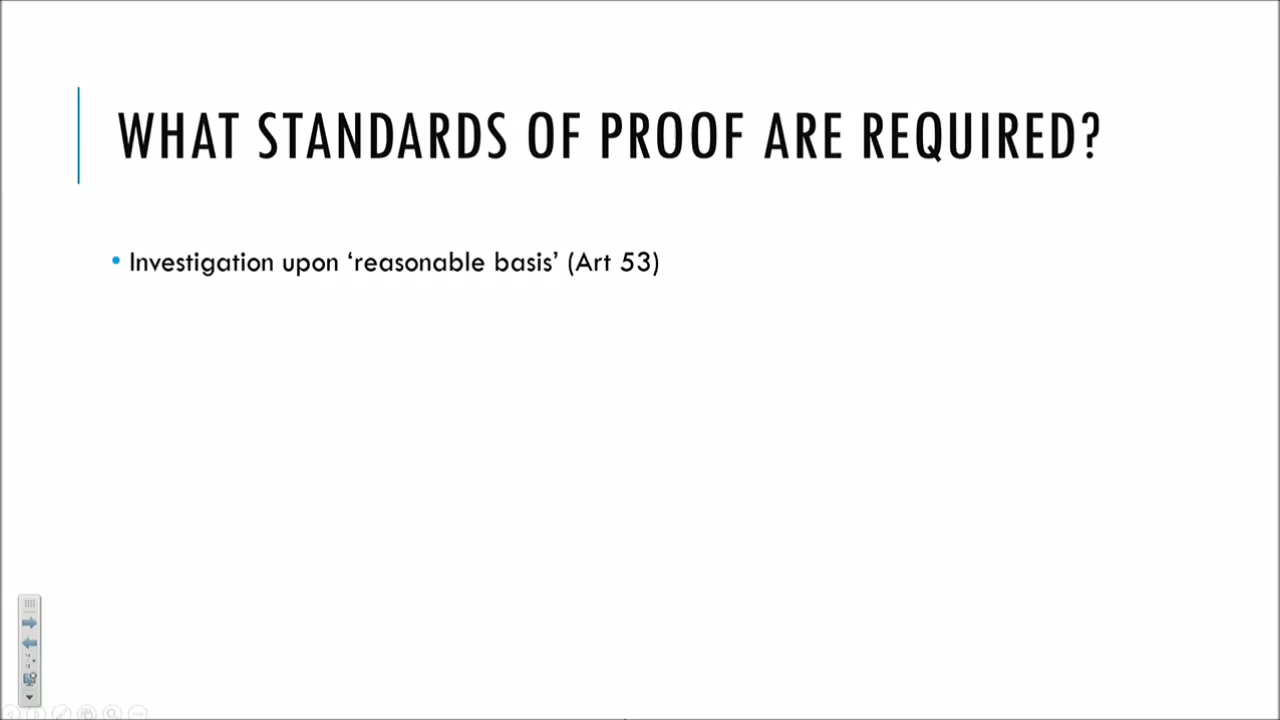 WHAT STANDARDS OF PROOF ARE REQUIRED?
• Investigation upon ‘reasonable basis’ (Art 53)